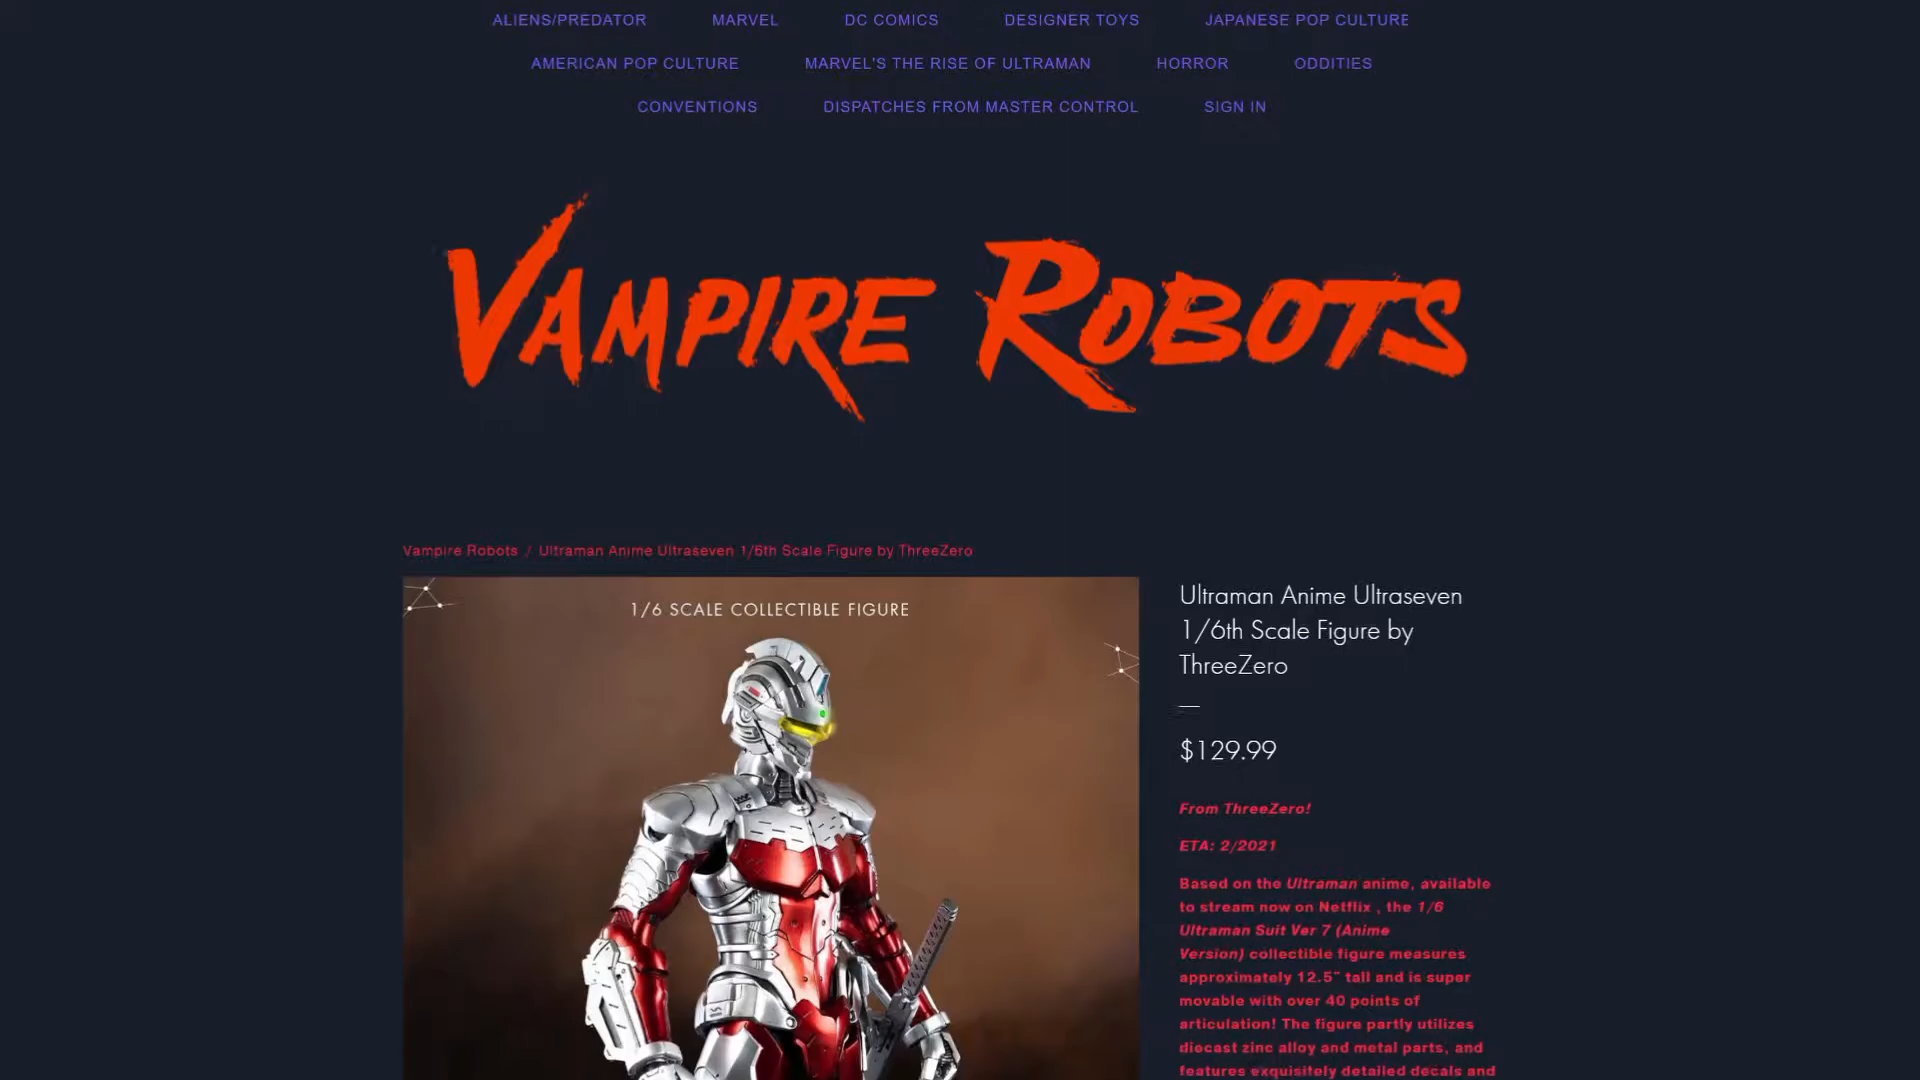 ALIENS/PREDATOR MARVEL DC COMICS DESIGNER TOYS JAPANESE POP CULTURE
AMERICAN POP CULTURE MARVEL'S THE RISE OF ULTRAMAN HORROR ODDITIES
CONVENTIONS DISPATCHES FROM MASTER CONTROL SIGN IN
VAMPIRE ROBOTS
Vampire Robots / Ultraman Anime Ultraseven 1/6th Scale Figure by ThreeZero
1/6 SCALE COLLECTIBLE FIGURE
Ultraman Anime Ultraseven
1/6th Scale Figure by
ThreeZero
—
$129.99
From ThreeZero!
ETA: 2/2021
Based on the Ultraman anime, available
to stream now on Netflix , the 1/6
Ultraman Suit Ver 7 (Anime
Version) collectible figure measures
approximately 12.5" tall and is super
movable with over 40 points of
articulation! The figure partly utilizes
diecast zinc alloy and metal parts, and
features exquisitely detailed decals and